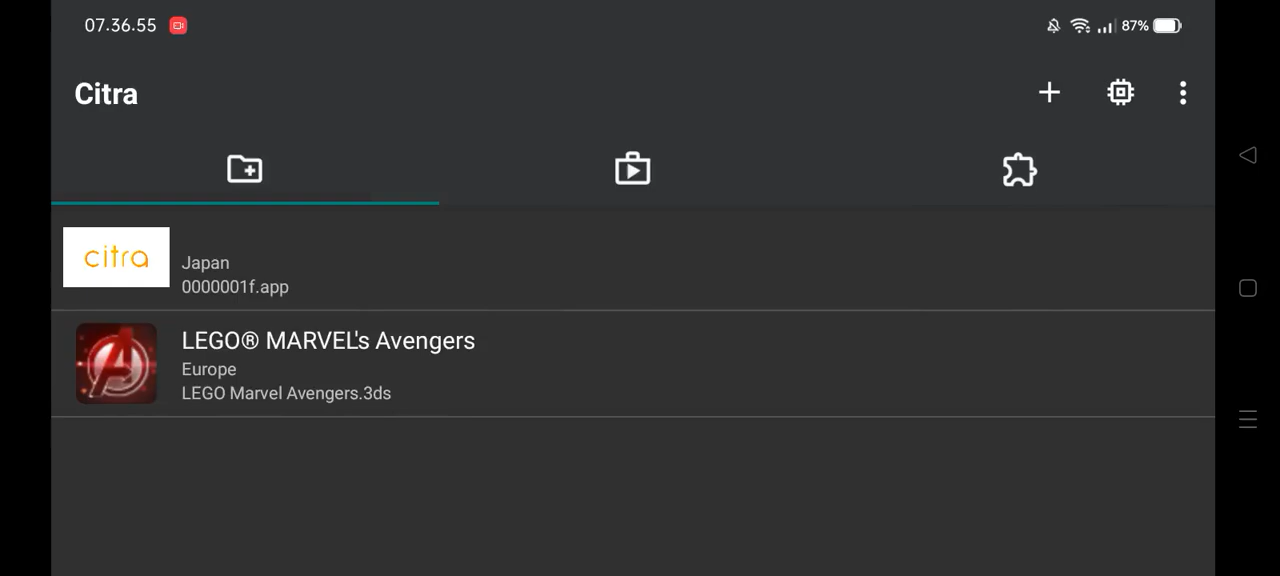 07.36.55
87%
Citra
citra
Japan
0000001f.app
LEGO® MARVEL's Avengers
Europe
LEGO Marvel Avengers.3ds